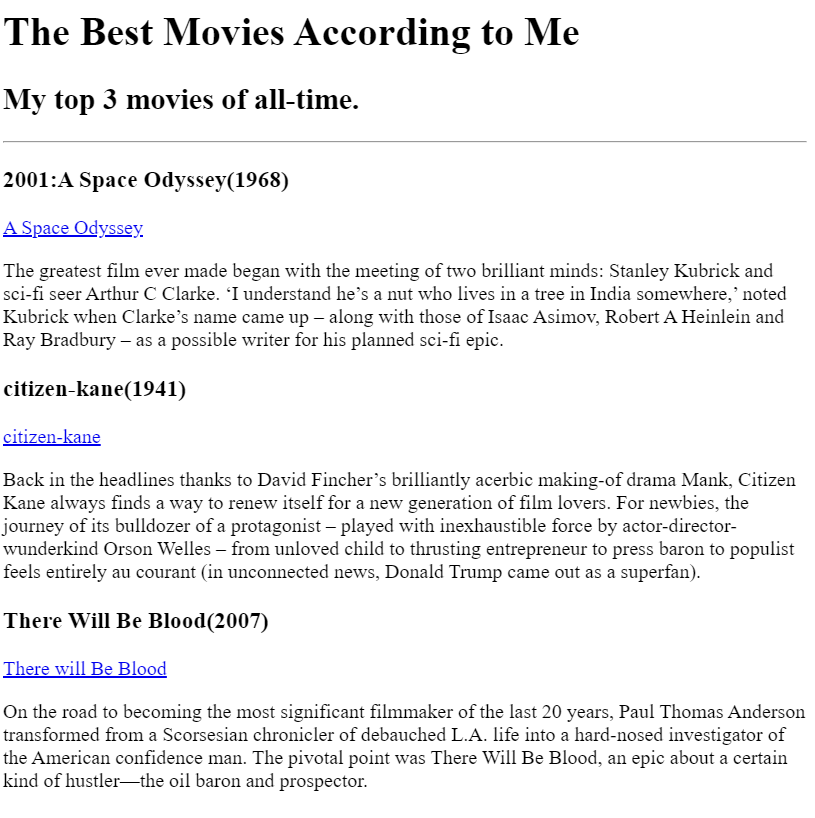 The Best Movies According to Me
My top 3 movies of all-time.
2001:A Space Odyssey(1968)
A Space Odyssey
The greatest film ever made began with the meeting of two brilliant minds: Stanley Kubrick and
sci-fi seer Arthur C Clarke. ‘I understand he’s a nut who lives in a tree in India somewhere,’ noted
Kubrick when Clarke’s name came up – along with those of Isaac Asimov, Robert A Heinlein and
Ray Bradbury – as a possible writer for his planned sci-fi epic.
citizen-kane(1941)
citizen-kane
Back in the headlines thanks to David Fincher’s brilliantly acerbic making-of drama Mank, Citizen
Kane always finds a way to renew itself for a new generation of film lovers. For newbies, the
journey of its bulldozer of a protagonist – played with inexhaustible force by actor-director-
wunderkind Orson Welles – from unloved child to thrusting entrepreneur to press baron to populist
feels entirely au courant (in unconnected news, Donald Trump came out as a superfan).
There Will Be Blood(2007)
There will Be Blood
On the road to becoming the most significant filmmaker of the last 20 years, Paul Thomas Anderson
transformed from a Scorsesian chronicler of debauched L.A. life into a hard-nosed investigator of
the American confidence man. The pivotal point was There Will Be Blood, an epic about a certain
kind of hustler—the oil baron and prospector.